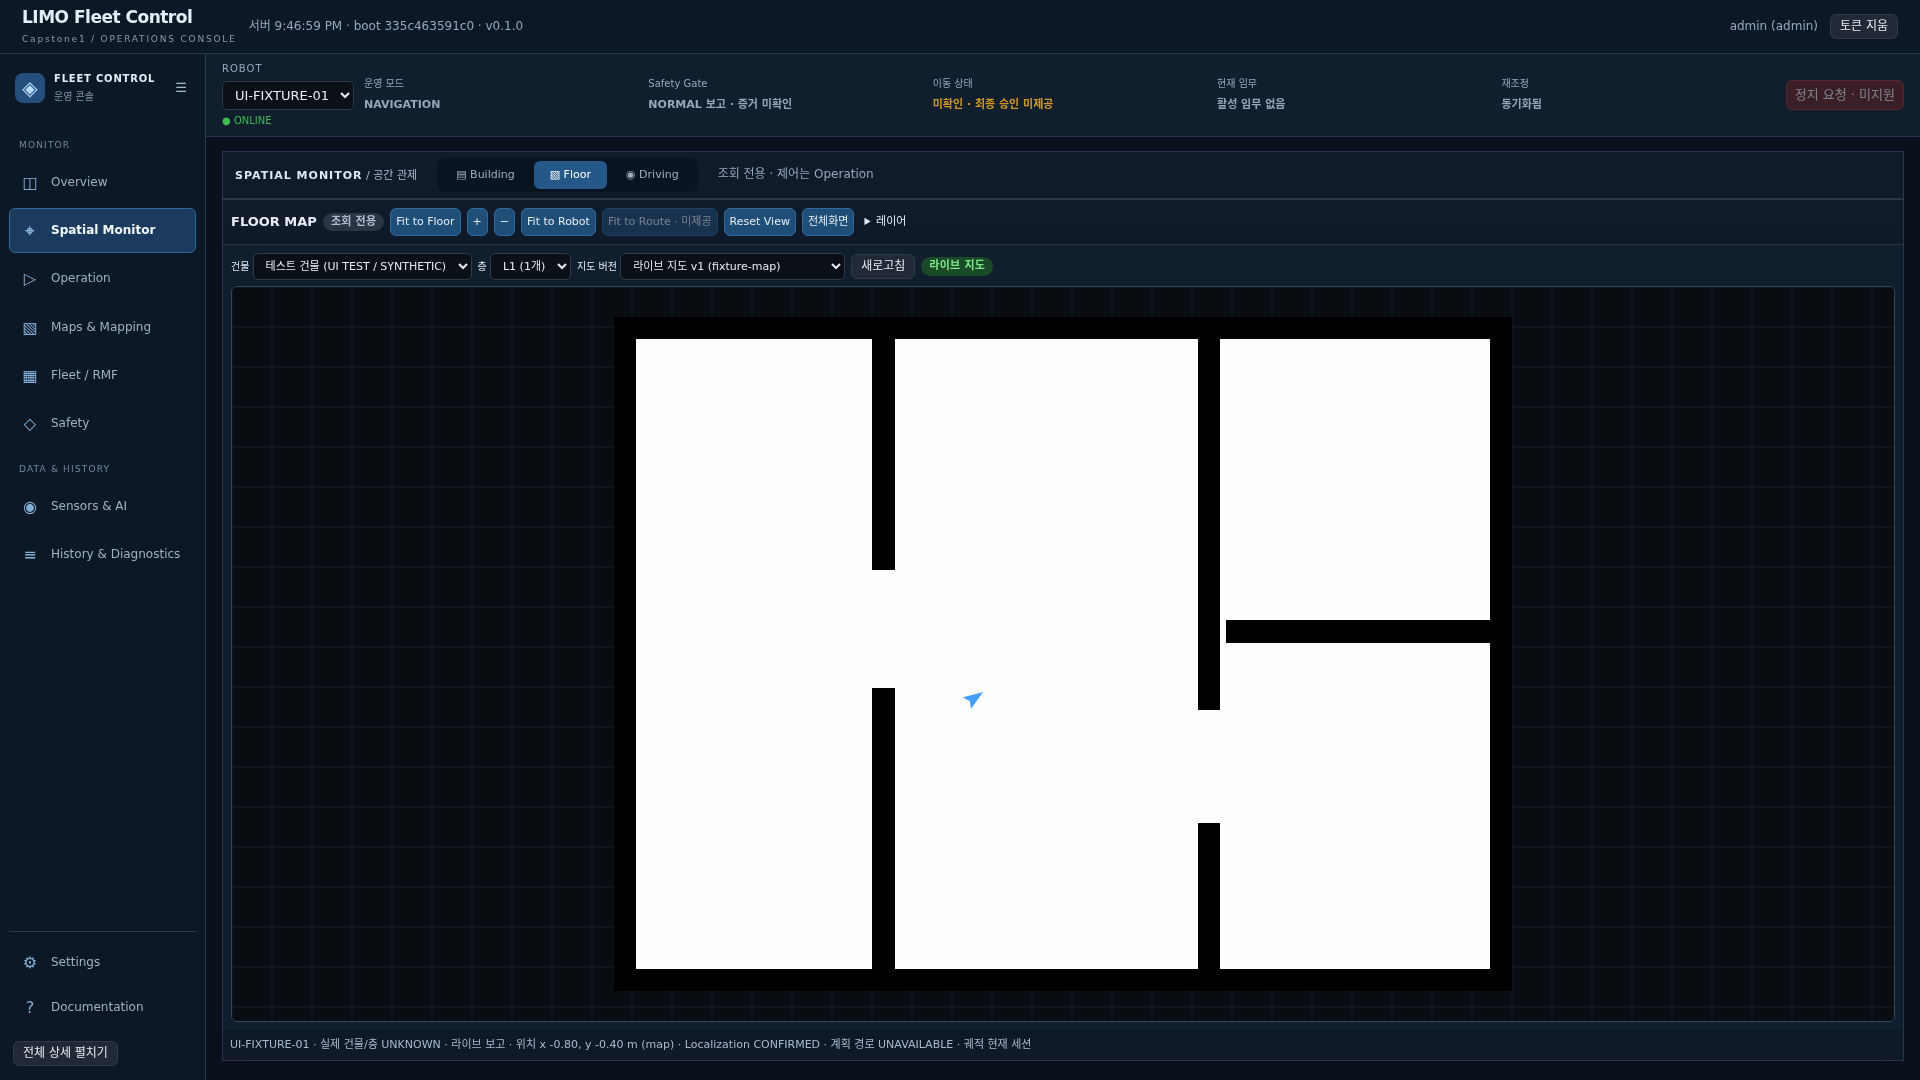 LIMO Fleet Control
Capstone1 / OPERATIONS CONSOLE
서버 9:46:59 PM · boot 335c463591c0 · v0.1.0
admin (admin)
토큰 지움
FLEET CONTROL
운영 콘솔
MONITOR
Overview
Spatial Monitor
Operation
Maps & Mapping
Fleet / RMF
Safety
DATA & HISTORY
Sensors & AI
History & Diagnostics
Settings
Documentation
전체 상세 펼치기
ROBOT
UI-FIXTURE-01
● ONLINE
운영 모드
NAVIGATION
Safety Gate
NORMAL 보고 · 증거 미확인
이동 상태
미확인 · 최종 승인 미제공
현재 임무
활성 임무 없음
재조정
동기화됨
정지 요청 · 미지원
SPATIAL MONITOR / 공간 관제
▤ Building
▧ Floor
◉ Driving
조회 전용 · 제어는 Operation
FLOOR MAP
조회 전용
Fit to Floor
+
−
Fit to Robot
Fit to Route · 미제공
Reset View
전체화면
▶ 레이어
건물
테스트 건물 (UI TEST / SYNTHETIC)
층
L1 (1개)
지도 버전
라이브 지도 v1 (fixture-map)
새로고침
라이브 지도
UI-FIXTURE-01 · 실제 건물/층 UNKNOWN · 라이브 보고 · 위치 x -0.80, y -0.40 m (map) · Localization CONFIRMED · 계획 경로 UNAVAILABLE · 궤적 현재 세션